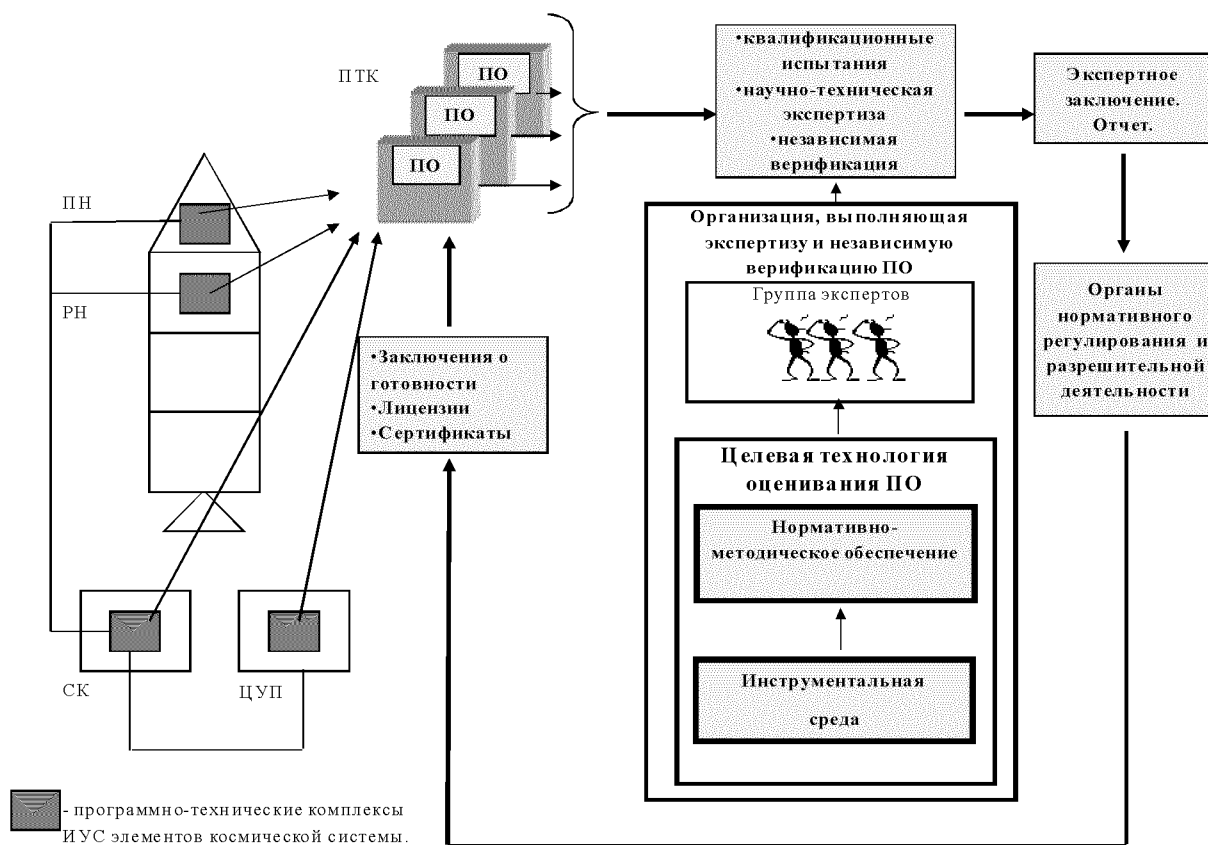 ПТК
ПО
ПО
ПО
ПН
РН
СК
ЦУП
•Заключения о
готовности
•Лицензии
•Сертификаты
•квалификационные
испытания
•научно-техническая
экспертиза
•независимая
верификация
Экспертное
заключение.
Отчет.
Организация, выполняющая
экспертизу и независимую
верификацию ПО
Группа экспертов
Целевая технология
оценивания ПО
Нормативно-
методическое обеспечение
Инструментальная
среда
Органы
нормативного
регулирования и
разрешительной
деятельности
- программно-технические комплексы
ИУС элементов космической системы.